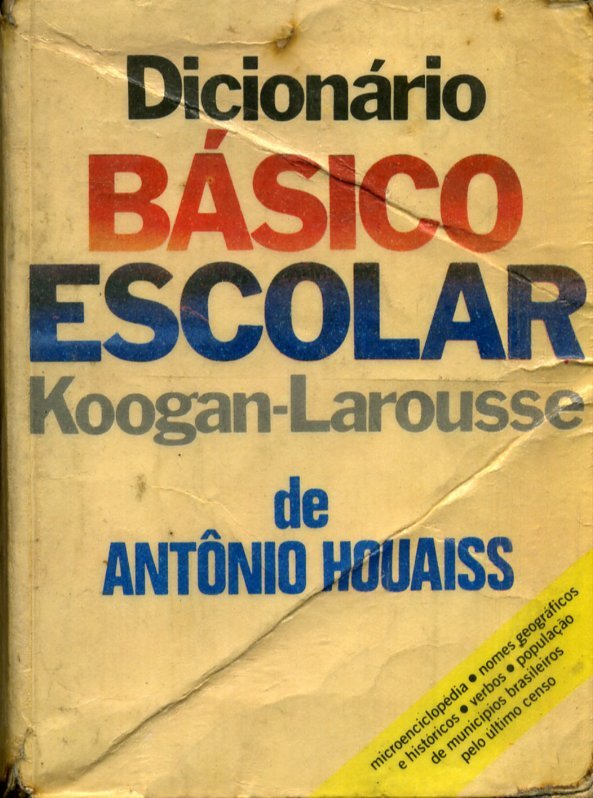 Dicionário
BÁSICO
ESCOLAR
Koogan-Larousse
de
ANTÔNIO HOUAISS
microenciclopédia • nomes geográficos
e históricos • verbos • população
de municípios brasileiros
pelo último censo